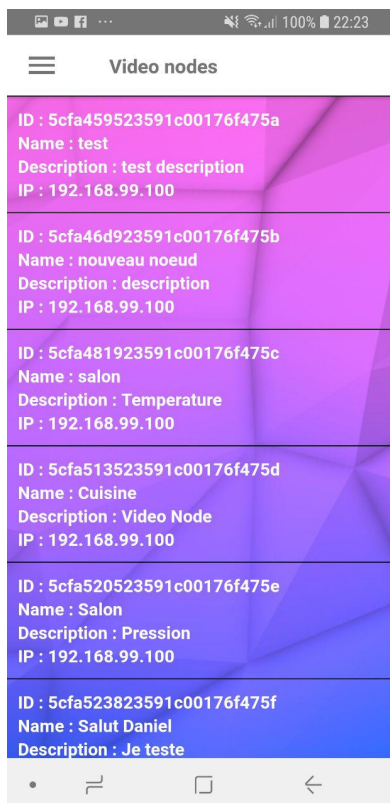 100% 22:23
Video nodes
ID : 5cfa459523591c00176f475a
Name : test
Description : test description
IP : 192.168.99.100
ID : 5cfa46d923591c00176f475b
Name : nouveau noeud
Description : description
IP : 192.168.99.100
ID : 5cfa481923591c00176f475c
Name : salon
Description : Temperature
IP : 192.168.99.100
ID : 5cfa513523591c00176f475d
Name : Cuisine
Description : Video Node
IP : 192.168.99.100
ID : 5cfa520523591c00176f475e
Name : Salon
Description : Pression
IP : 192.168.99.100
ID : 5cfa523823591c00176f475f
Name : Salut Daniel
Description : Je teste